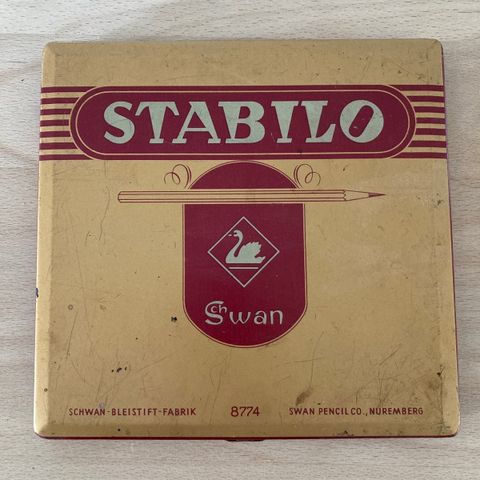 STABILO
Schwan
SCHWAN-BLEISTIFT-FABRIK 8774 SWAN PENCIL CO., NUREMBERG